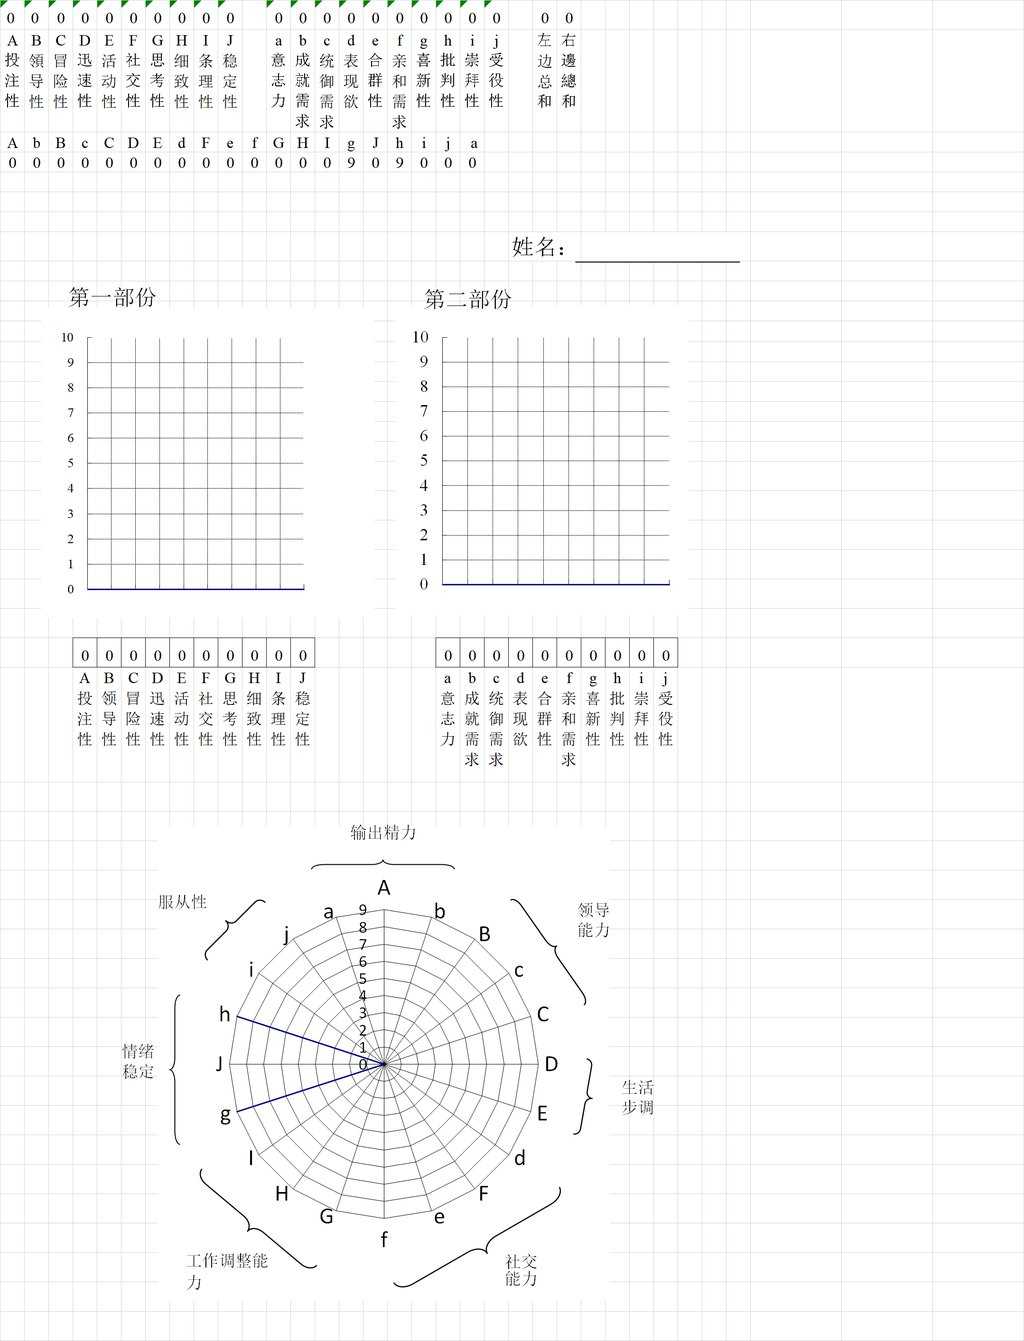 0 0 0 0 0 0 0 0 0 0 0 0 0 0 0 0 0 0 0 0 0 0
A投注性 B領导性 C冒险性 D迅速性 E活动性 F社交性 G思考性 H细致性 I条理性 J稳定性 a意志力 b成就需求 c统御需求 d表现欲 e合群性 f亲和需求 g喜新性 h批判性 i崇拜性 j受役性 左边总和 右邊總和
A b B c C D E d F e f G H I g J h i j a
0 0 0 0 0 0 0 0 0 0 0 0 0 0 9 0 9 0 0 0
姓名：
第一部份
第二部份
10
9
8
7
6
5
4
3
2
1
0
10
9
8
7
6
5
4
3
2
1
0
0 0 0 0 0 0 0 0 0 0
A投注性 B领导性 C冒险性 D迅速性 E活动性 F社交性 G思考性 H细致性 I条理性 J稳定性
0 0 0 0 0 0 0 0 0 0
a意志力 b成就需求 c统御需求 d表现欲 e合群性 f亲和需求 g喜新性 h批判性 i崇拜性 j受役性
输出精力
A
服从性
领导
能力
a
9
b
8
j
B
7
6
i
c
5
4
h
C
3
2
情绪
稳定
1
J
0
D
生活
步调
g
E
I
d
H
F
G
e
f
工作调整能
力
社交
能力